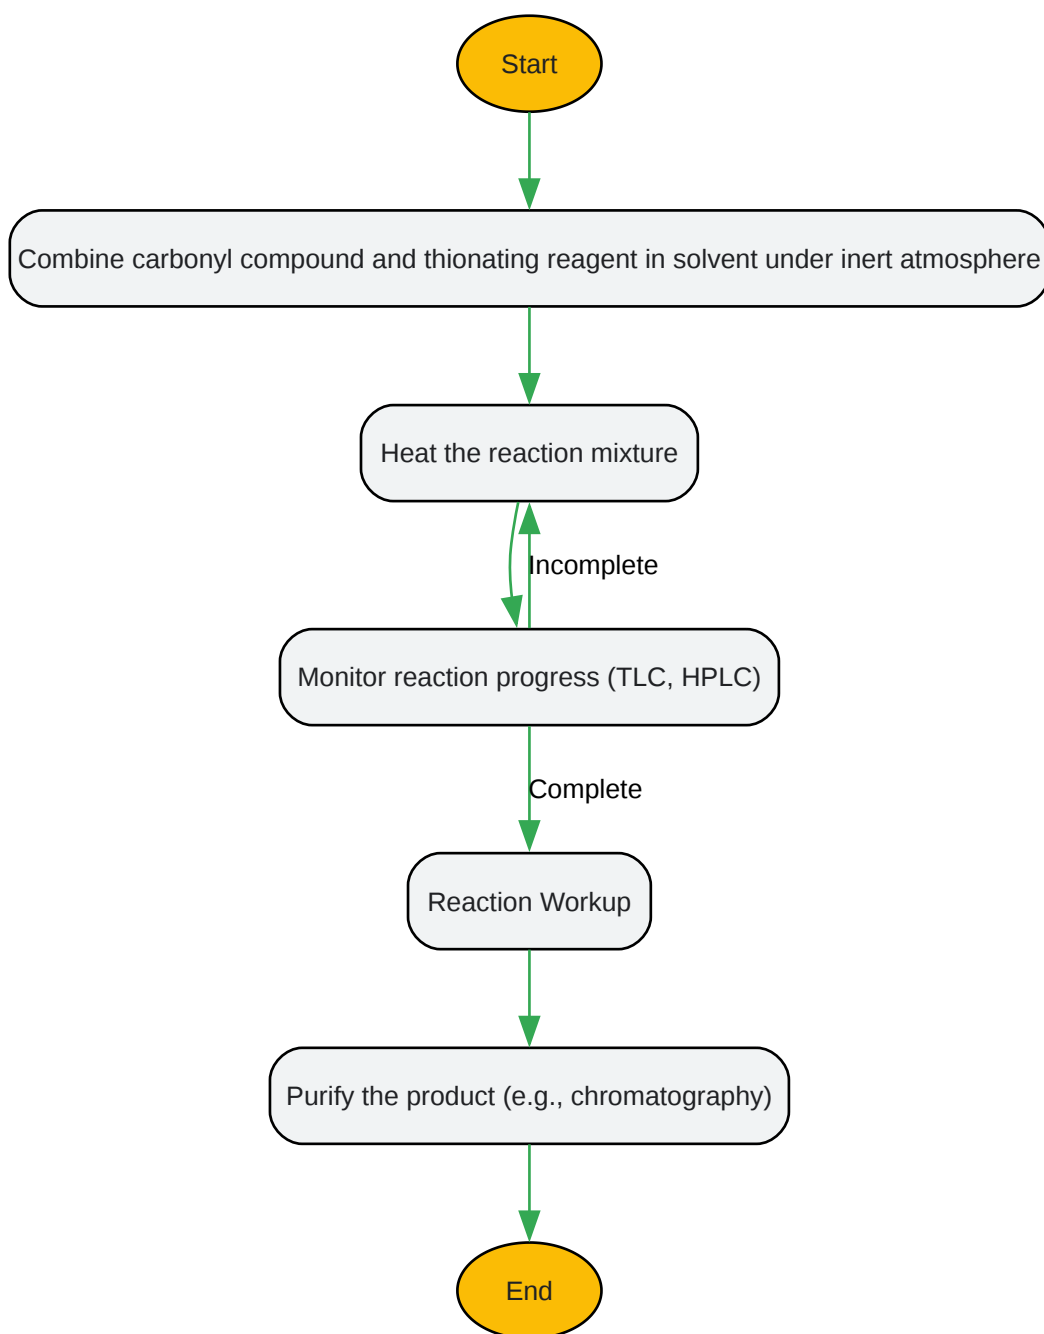 Start
Combine carbonyl compound and thionating reagent in solvent under inert atmosphere
Heat the reaction mixture
Incomplete
Monitor reaction progress (TLC, HPLC)
Complete
Reaction Workup
Purify the product (e.g., chromatography)
End